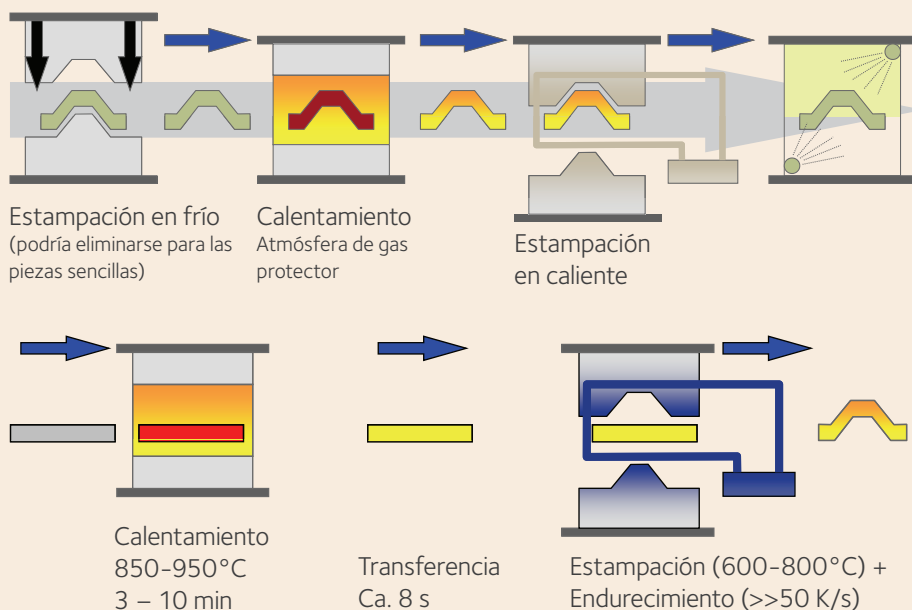 Estampación en frío
(podría eliminarse para las
piezas sencillas)
Calentamiento
Atmósfera de gas
protector
Estampación
en caliente
Calentamiento
850-950°C
3 – 10 min
Transferencia
Ca. 8 s
Estampación (600-800°C) +
Endurecimiento (>>50 K/s)